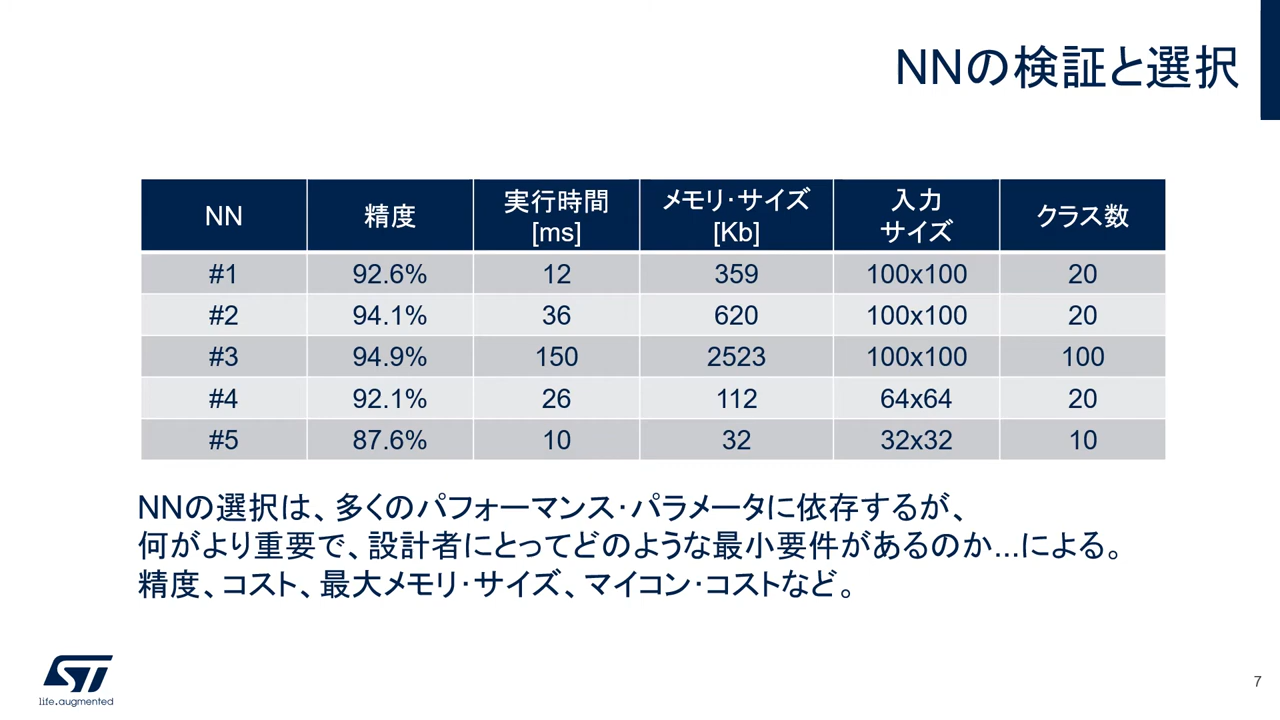 NNの検証と選択
NN 精度 実行時間 [ms] メモリ・サイズ [Kb] 入力 サイズ クラス数
#1 92.6% 12 359 100x100 20
#2 94.1% 36 620 100x100 20
#3 94.9% 150 2523 100x100 100
#4 92.1% 26 112 64x64 20
#5 87.6% 10 32 32x32 10
NNの選択は、多くのパフォーマンス・パラメータに依存するが、
何がより重要で、設計者にとってどのような最小要件があるのか...による。
精度、コスト、最大メモリ・サイズ、マイコン・コストなど。
ST
life.augmented
7